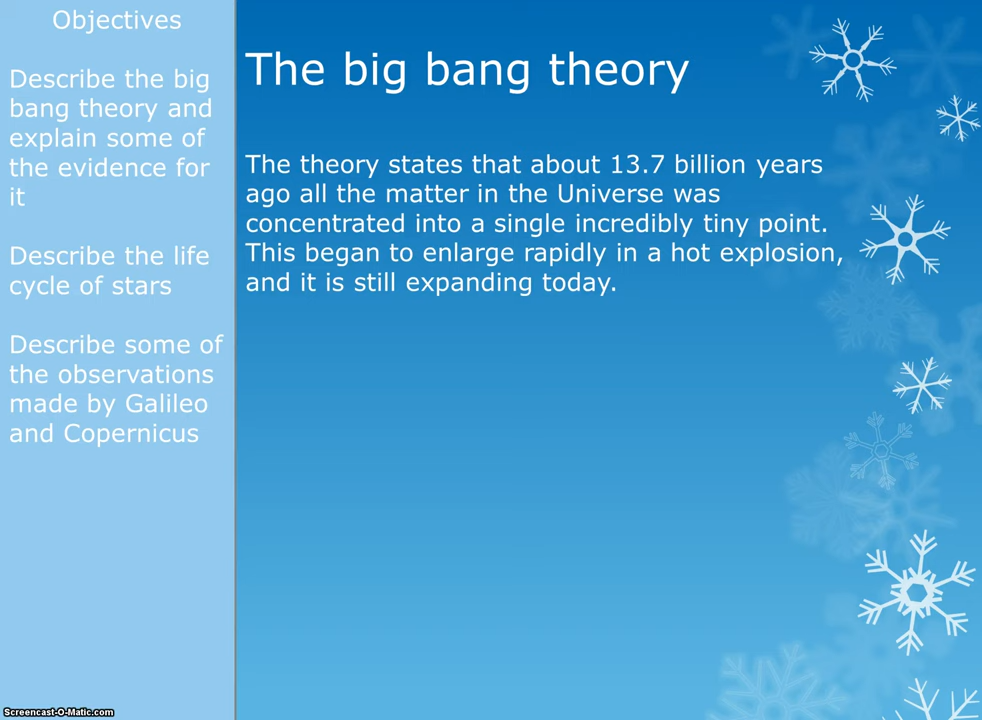 Objectives
Describe the big
bang theory and
explain some of
the evidence for
it
Describe the life
cycle of stars
Describe some of
the observations
made by Galileo
and Copernicus
The big bang theory
The theory states that about 13.7 billion years
ago all the matter in the Universe was
concentrated into a single incredibly tiny point.
This began to enlarge rapidly in a hot explosion,
and it is still expanding today.
Screencast-O-Matic.com